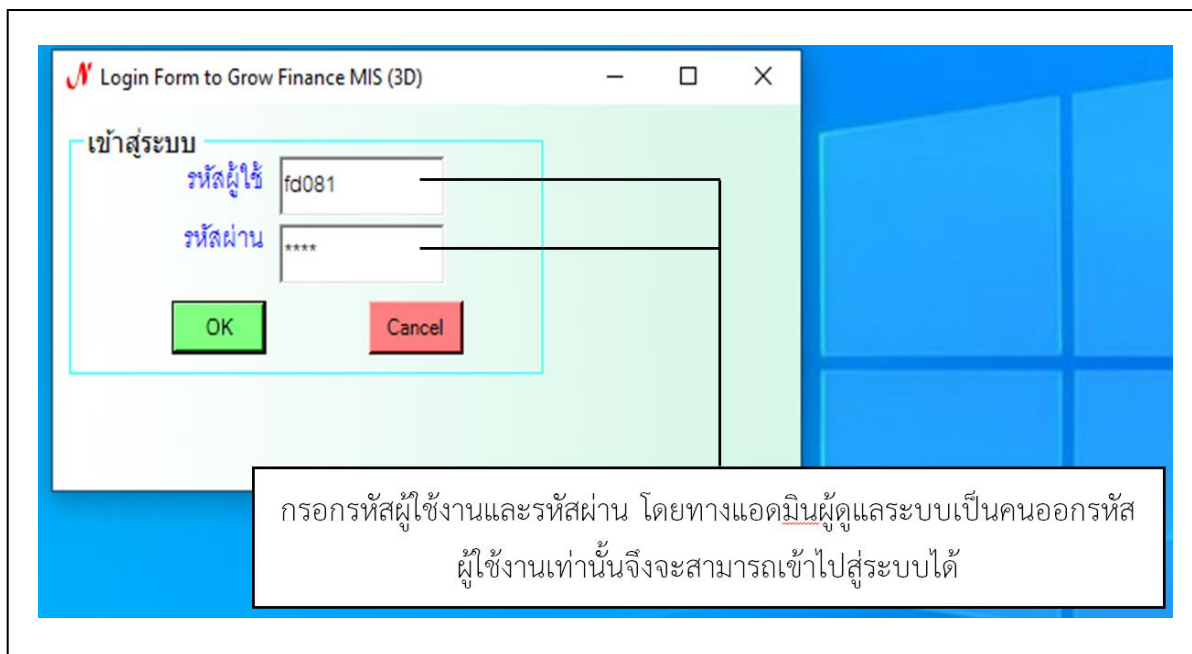 Login Form to Grow Finance MIS (3D)
เข้าสู่ระบบ
รหัสผู้ใช้ fd081
รหัสผ่าน ****
OK Cancel
กรอกรหัสผู้ใช้งานและรหัสผ่าน โดยทางแอดมินผู้ดูแลระบบเป็นคนออกรหัส
ผู้ใช้งานเท่านั้นจึงจะสามารถเข้าไปสู่ระบบได้